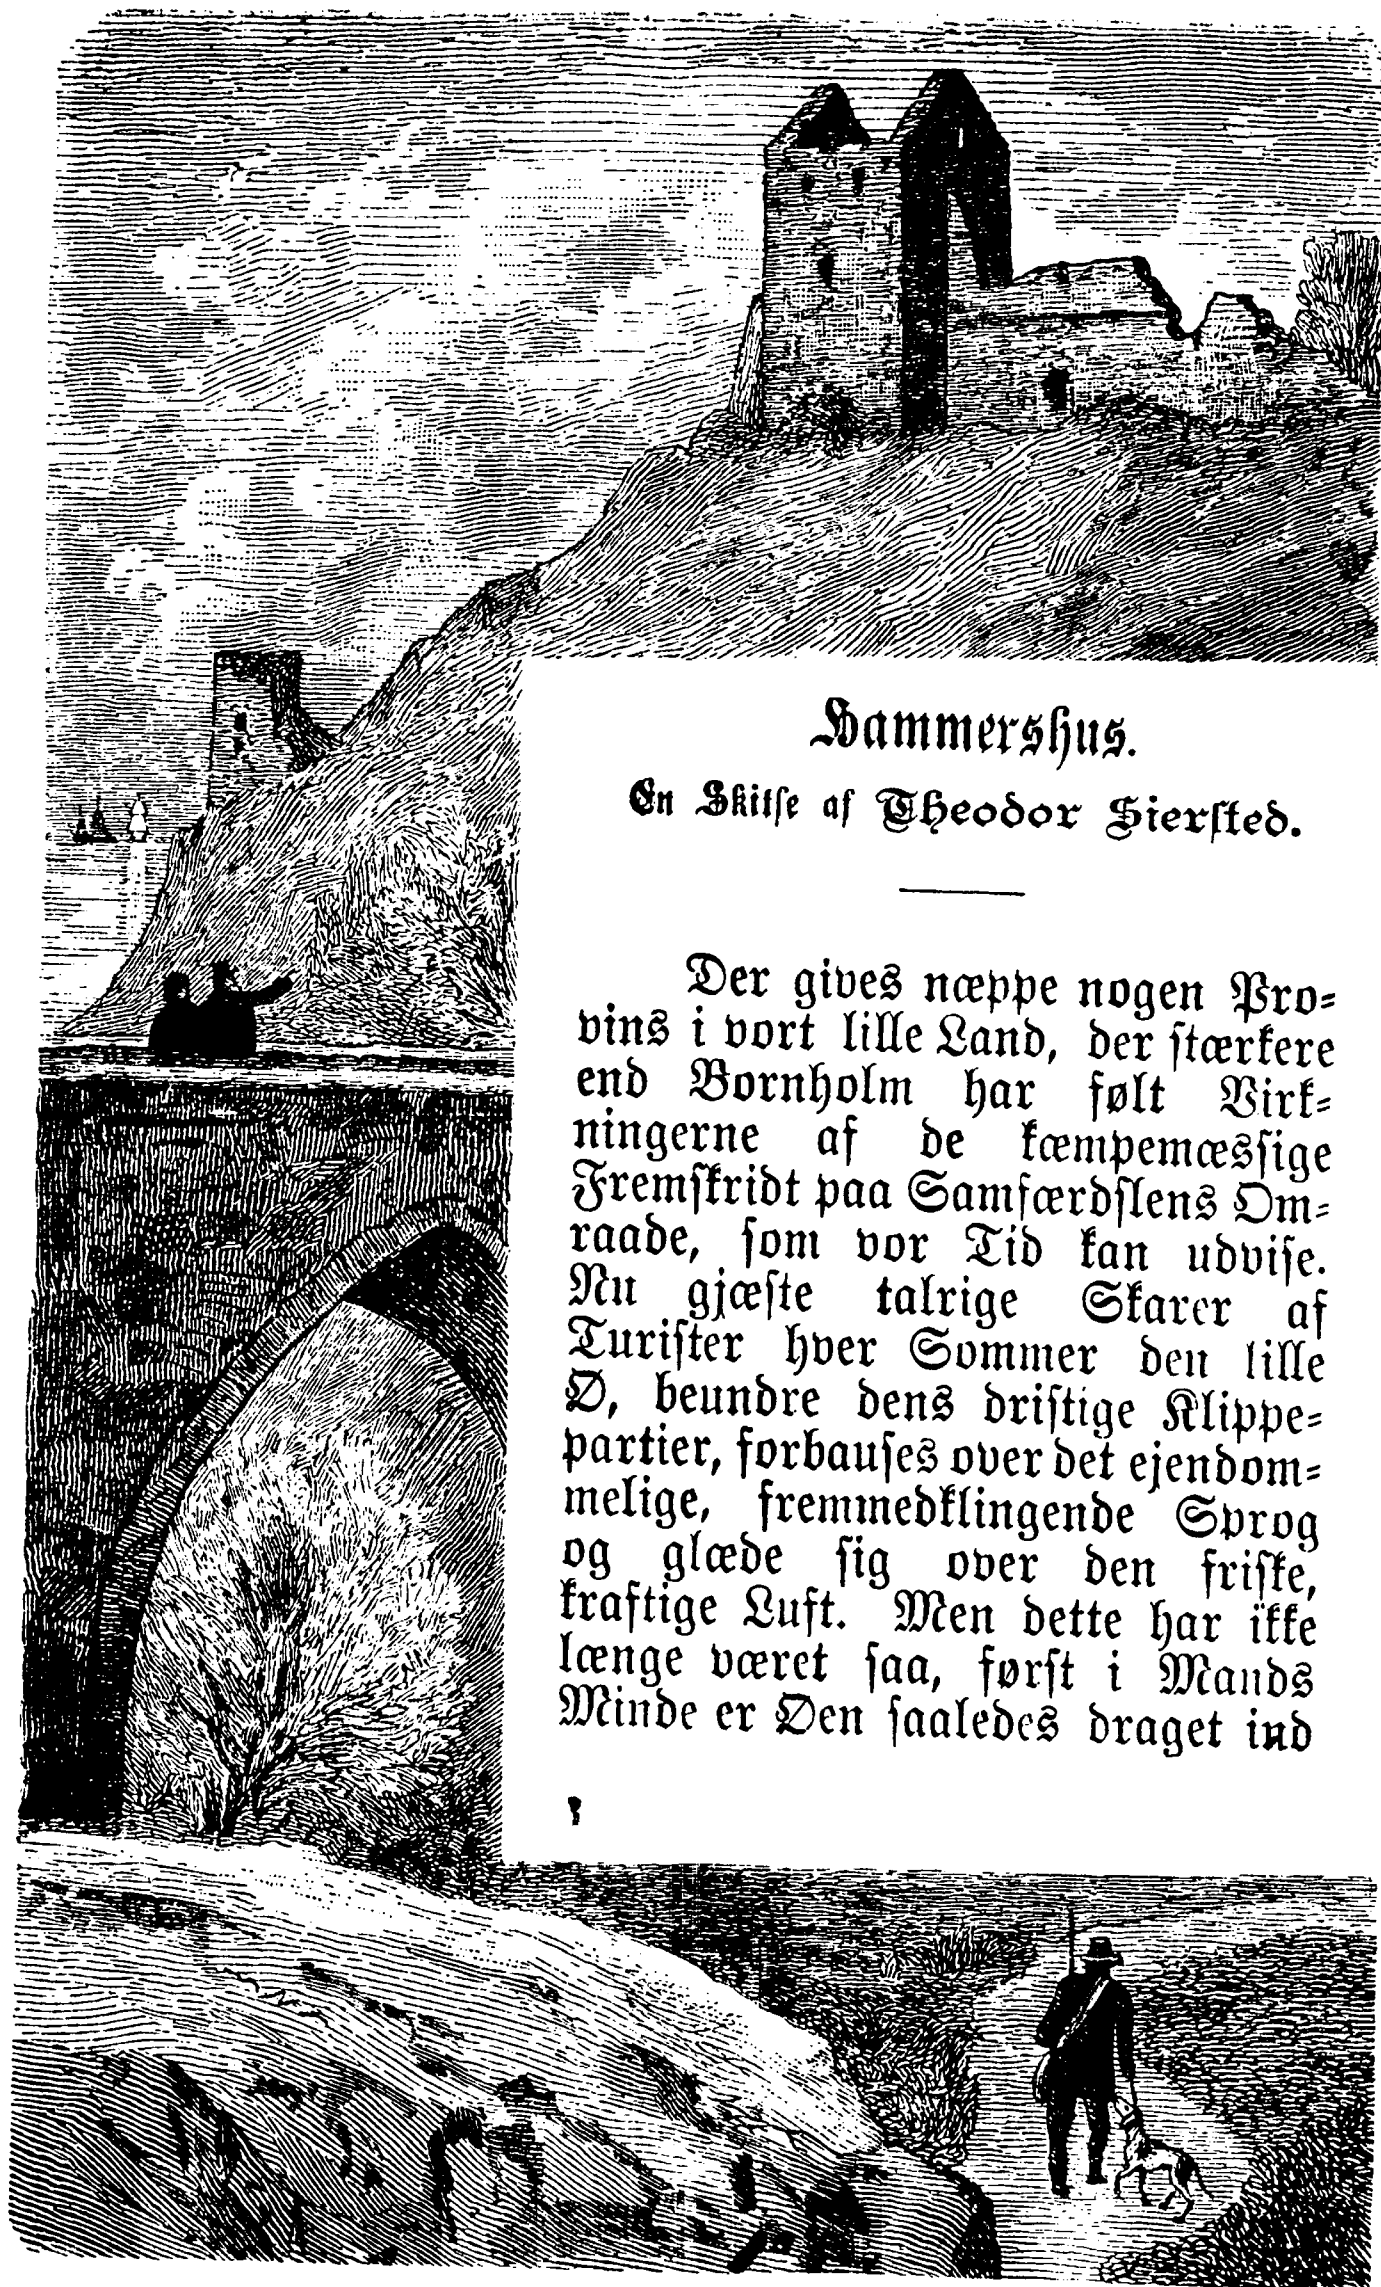 Hammershus.
En Skitse af Theodor Siersted.
Der gives næppe nogen Pro-
vins i vort lille Land, der stærkere
end Bornholm har følt Virk-
ningerne af de kæmpemæssige
Fremskridt paa Samfærdslens Om-
raade, som vor Tid kan udvise.
Nu gjæste talrige Skarer af
Turister hver Sommer den lille
Ø, beundre dens dristige Klippe-
partier, forbauses over det ejendom-
melige, fremmedklingende Sprog
og glæde sig over den friske,
kraftige Luft. Men dette har ikke
længe været saa, først i Mands
Minde er Øen saaledes draget ind